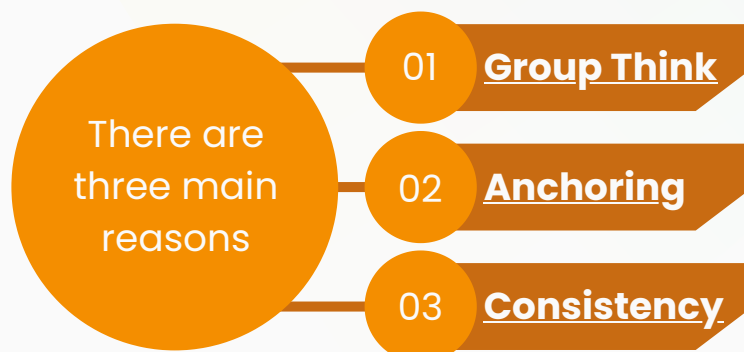 There are
three main
reasons
01 Group Think
02 Anchoring
03 Consistency